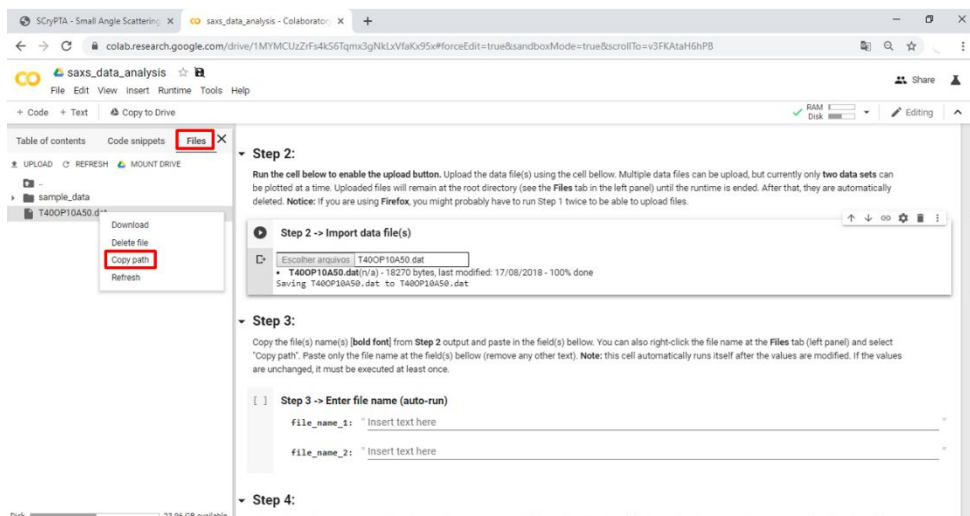 SCryPTA - Small Angle Scattering
saxs_data_analysis - Colaboratory
colab.research.google.com/drive/1MYMCUzZrFs4kS6Tqmx3gNkLxVfaKx95x#forceEdit=true&sandboxMode=true&scrollTo=v3FKAtaH6hPB
saxs_data_analysis
File Edit View Insert Runtime Tools Help
Share
+ Code + Text Copy to Drive
RAM
Disk
Editing
Table of contents Code snippets Files
UPLOAD REFRESH MOUNT DRIVE
..
sample_data
T40OP10A50.dat
Download
Delete file
Copy path
Refresh
Disk 23.96 GB available
Step 2:
Run the cell below to enable the upload button. Upload the data file(s) using the cell bellow. Multiple data files can be upload, but currently only two data sets can
be plotted at a time. Uploaded files will remain at the root directory (see the Files tab in the left panel) until the runtime is ended. After that, they are automatically
deleted. Notice: If you are using Firefox, you might probably have to run Step 1 twice to be able to upload files.
Step 2 -> Import data file(s)
Escolher arquivos T40OP10A50.dat
• T40OP10A50.dat(n/a) - 18270 bytes, last modified: 17/08/2018 - 100% done
Saving T40OP10A50.dat to T40OP10A50.dat
Step 3:
Copy the file(s) name(s) [bold font] from Step 2 output and paste in the field(s) bellow. You can also right-click the file name at the Files tab (left panel) and select
"Copy path". Paste only the file name at the field(s) bellow (remove any other text). Note: this cell automatically runs itself after the values are modified. If the values
are unchanged, it must be executed at least once.
[ ] Step 3 -> Enter file name (auto-run)
file_name_1: " Insert text here "
file_name_2: " Insert text here "
Step 4: